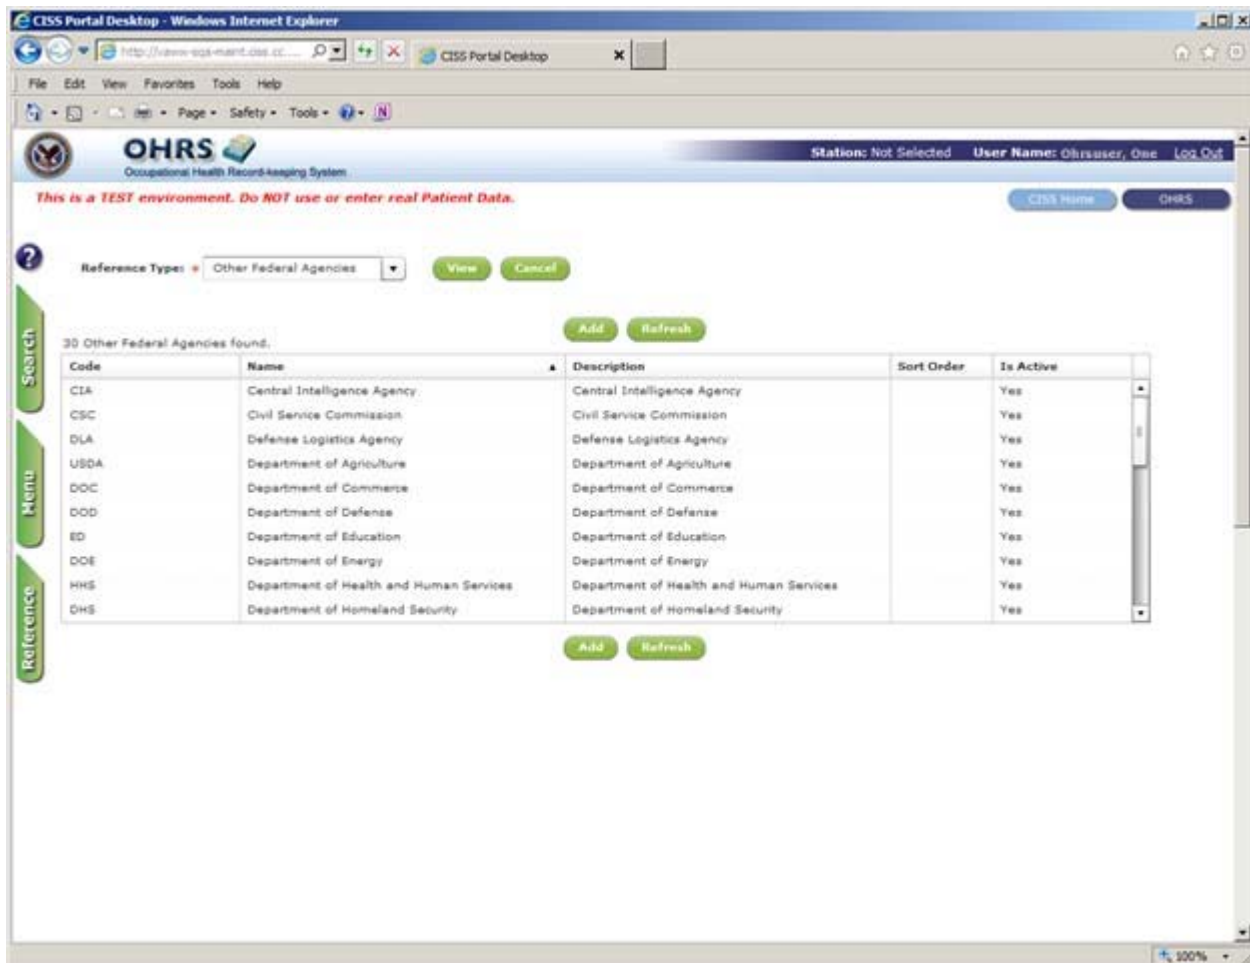 CISS Portal Desktop - Windows Internet Explorer
CISS Portal Desktop
File Edit View Favorites Tools Help
Page Safety Tools
OHRS
Occupational Health Record-keeping System
Station: Not Selected User Name: Ohrsuser, One Log Out
This is a TEST environment. Do NOT use or enter real Patient Data.
CISS Home OHRS
Reference Type: * Other Federal Agencies View Cancel
Search
Menu
Reference
Add Refresh
30 Other Federal Agencies found.
Code Name Description Sort Order Is Active
CIA Central Intelligence Agency Central Intelligence Agency Yes
CSC Civil Service Commission Civil Service Commission Yes
DLA Defense Logistics Agency Defense Logistics Agency Yes
USDA Department of Agriculture Department of Agriculture Yes
DOC Department of Commerce Department of Commerce Yes
DOD Department of Defense Department of Defense Yes
ED Department of Education Department of Education Yes
DOE Department of Energy Department of Energy Yes
HHS Department of Health and Human Services Department of Health and Human Services Yes
DHS Department of Homeland Security Department of Homeland Security Yes
Add Refresh
100%